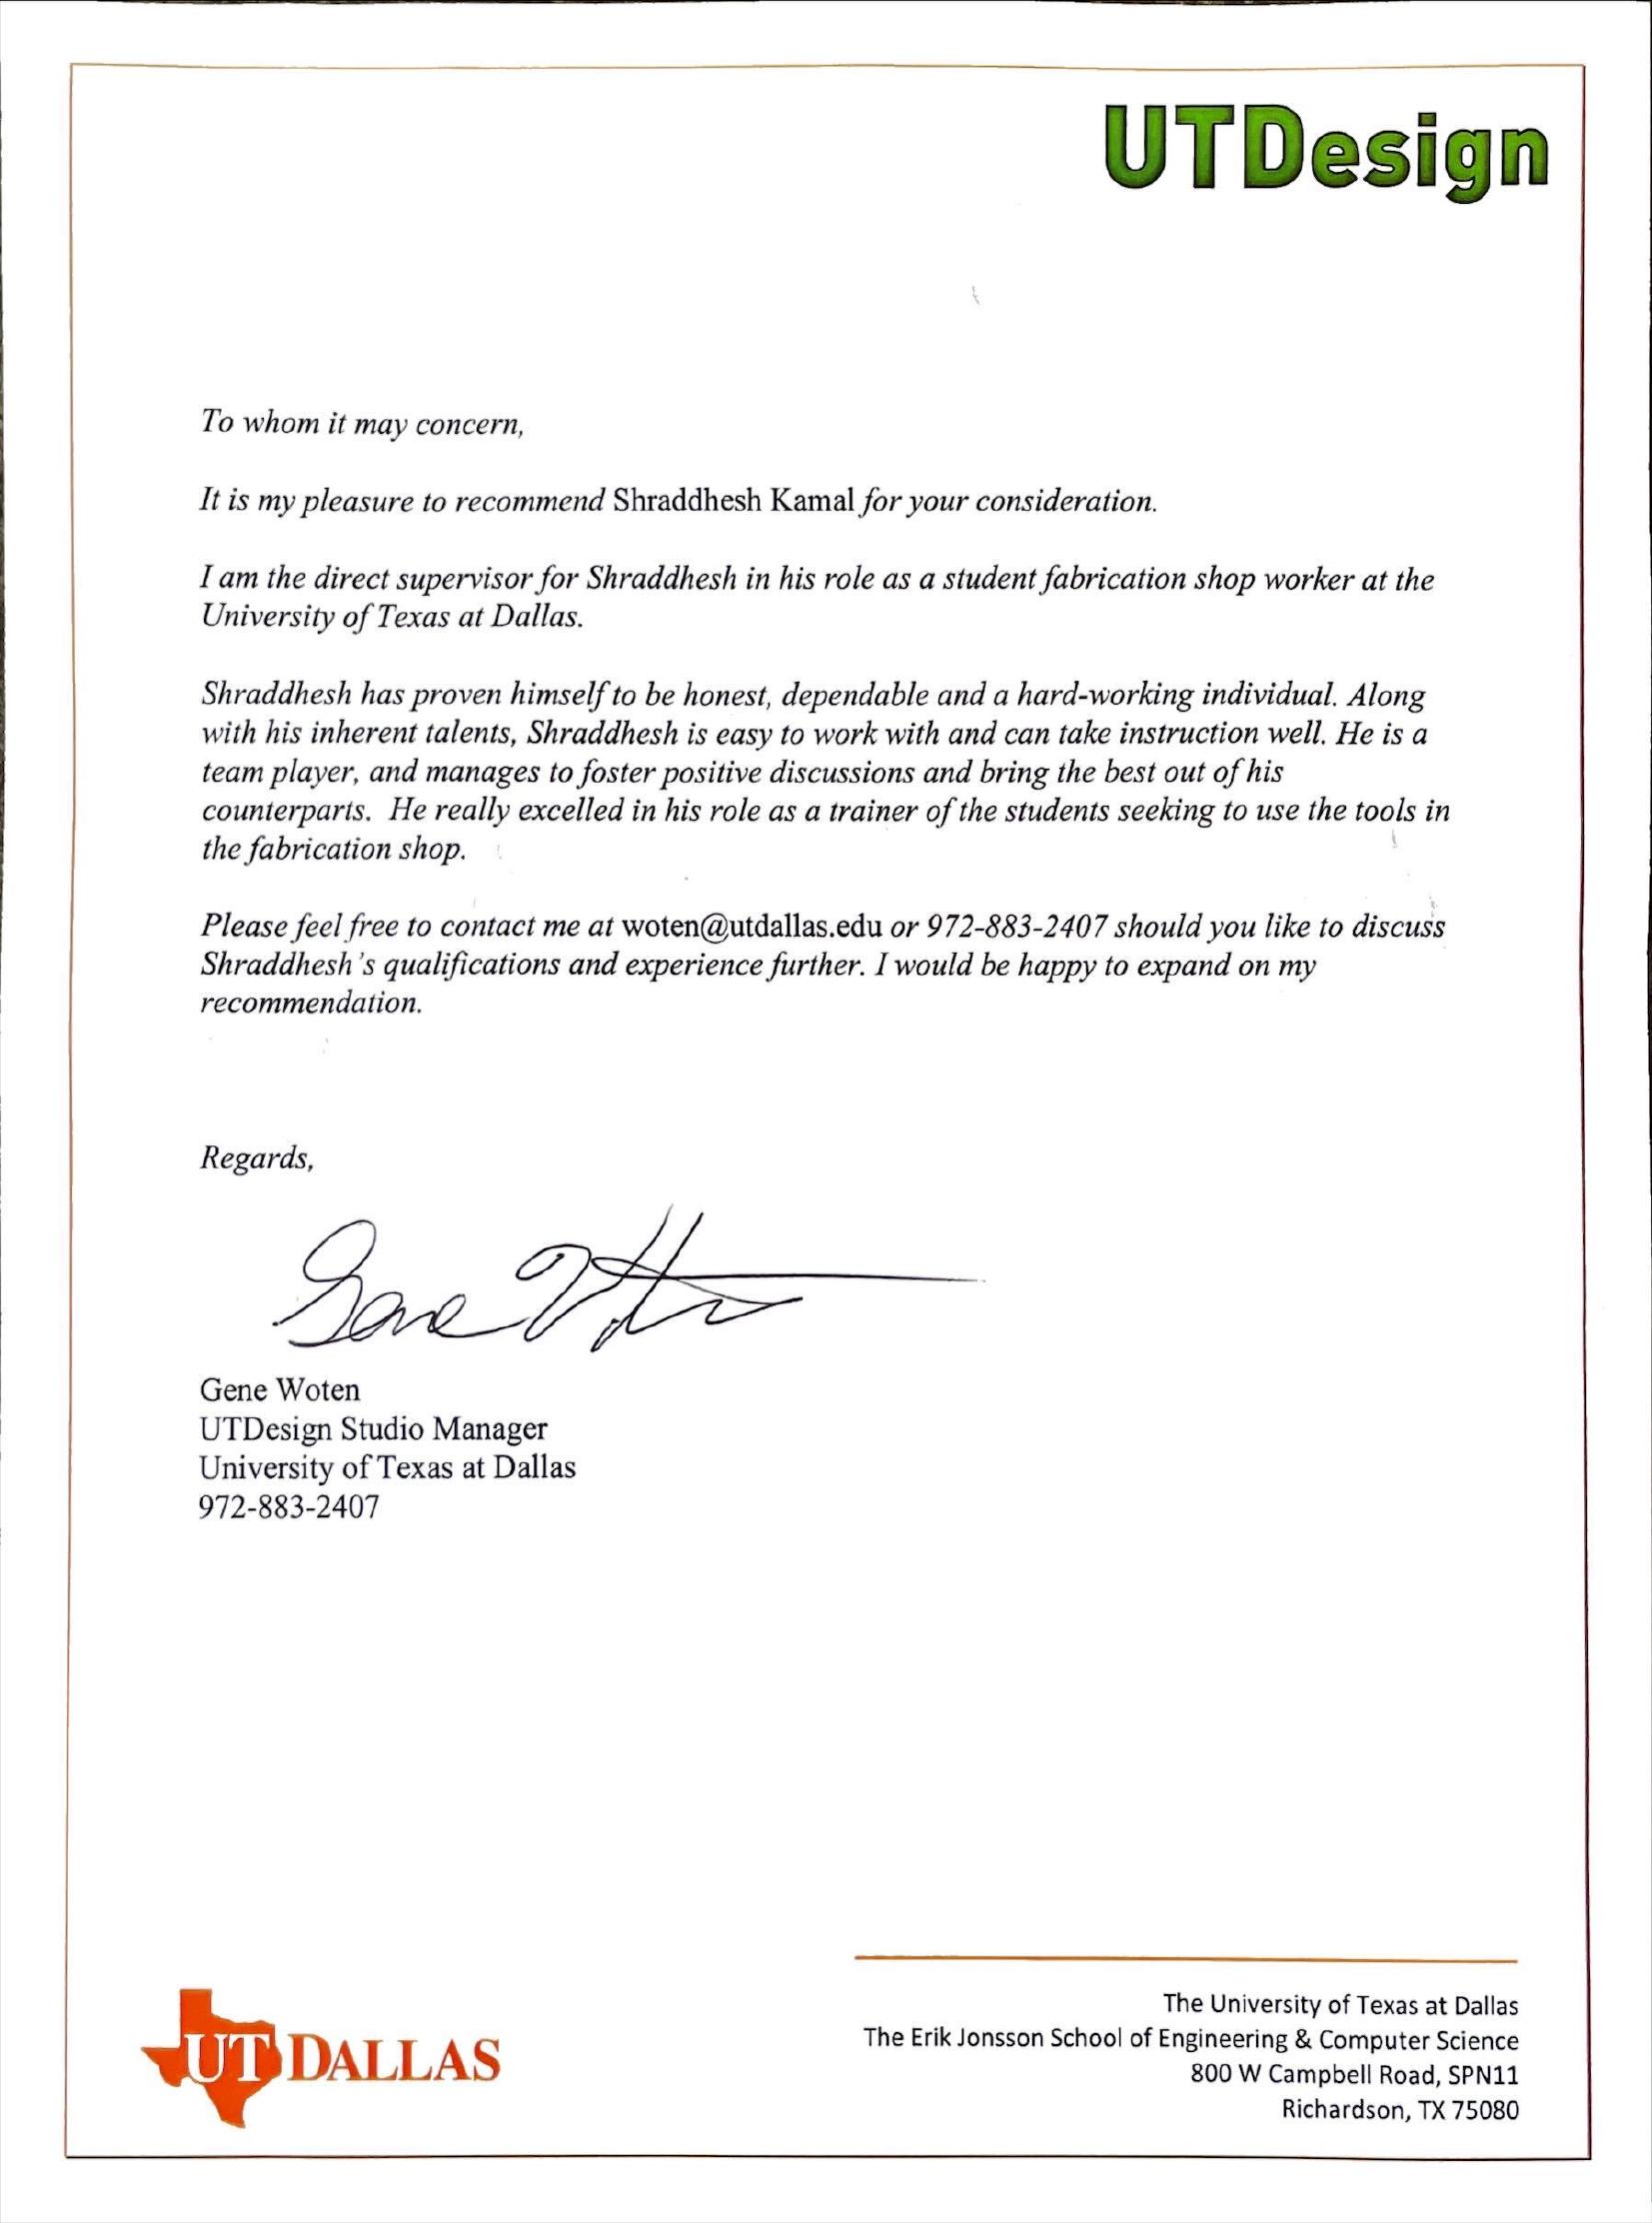 UTDesign
To whom it may concern,
It is my pleasure to recommend Shraddhesh Kamal for your consideration.
I am the direct supervisor for Shraddhesh in his role as a student fabrication shop worker at the
University of Texas at Dallas.
Shraddhesh has proven himself to be honest, dependable and a hard-working individual. Along
with his inherent talents, Shraddhesh is easy to work with and can take instruction well. He is a
team player, and manages to foster positive discussions and bring the best out of his
counterparts.  He really excelled in his role as a trainer of the students seeking to use the tools in
the fabrication shop.
Please feel free to contact me at woten@utdallas.edu or 972-883-2407 should you like to discuss
Shraddhesh's qualifications and experience further. I would be happy to expand on my
recommendation.
Regards,
Gene Woten
Gene Woten
UTDesign Studio Manager
University of Texas at Dallas
972-883-2407
UT DALLAS
The University of Texas at Dallas
The Erik Jonsson School of Engineering & Computer Science
800 W Campbell Road, SPN11
Richardson, TX 75080